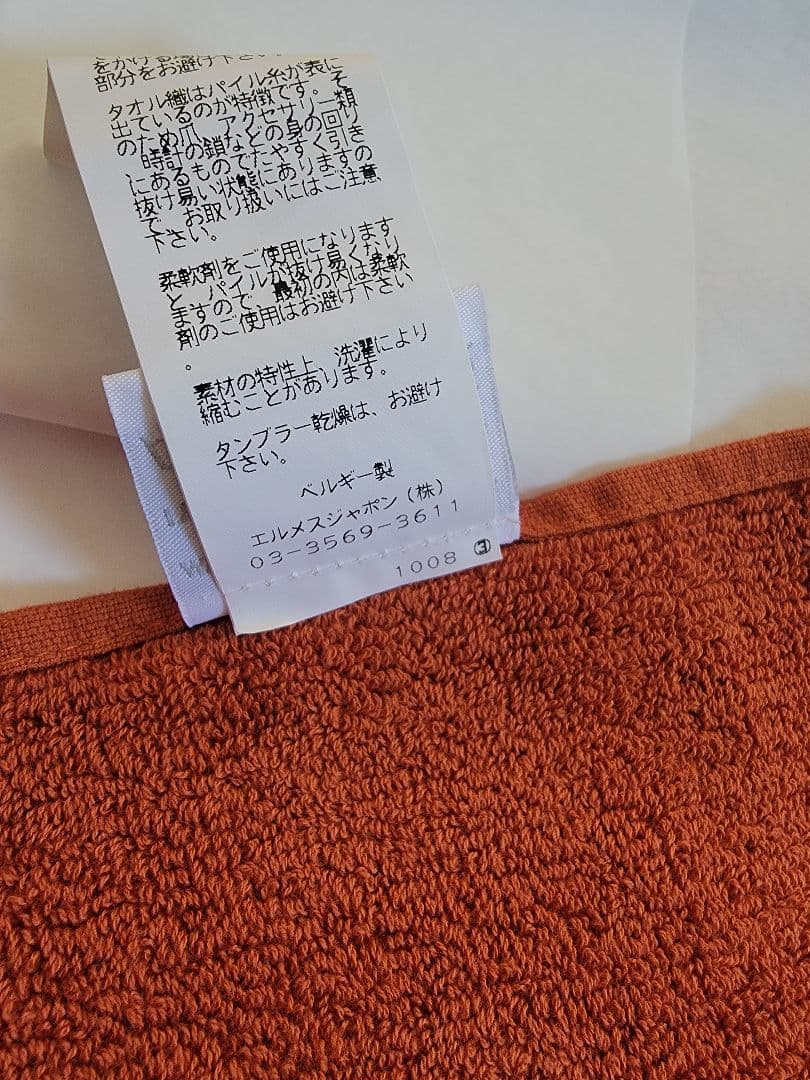 部分をお避け下さい。
タオル織はパイル糸が表に
出ているのが特徴です。そ
のため爪、アクセサリー類
、時計の鎖などの身の回り
にあるものでたやすく引き
抜け易い状態にありますの
で、お取り扱いにはご注意
下さい。
柔軟剤をご使用になります
と、パイルが抜け易くなり
ますので、最初の内は柔軟
剤のご使用はお避け下さい
。
素材の特性上、洗濯により
縮むことがあります。
タンブラー乾燥は、お避け
下さい。
ベルギー製
エルメスジャポン(株)
03-3569-3611
1008